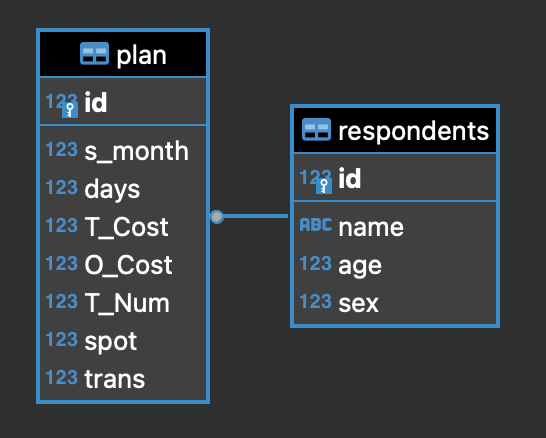 plan
123 id
123 s_month
123 days
123 T_Cost
123 O_Cost
123 T_Num
123 spot
123 trans
respondents
123 id
ABC name
123 age
123 sex